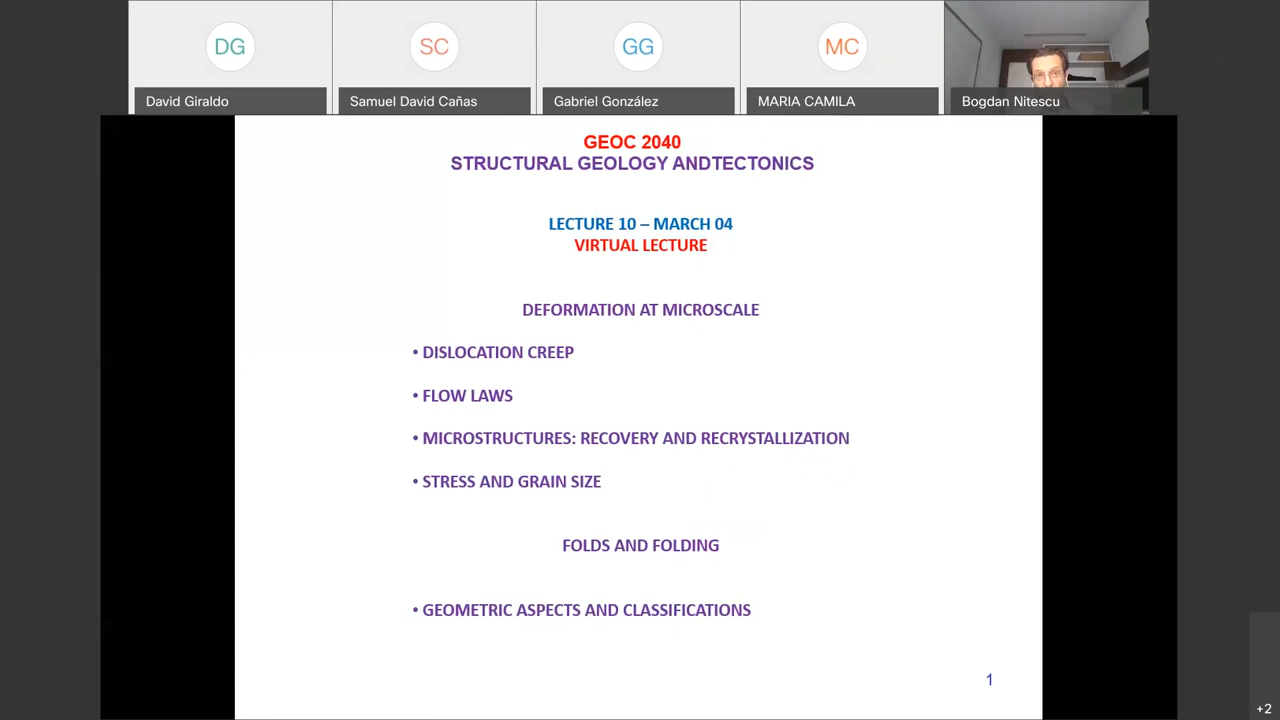 DG
SC
GG
MC
David Giraldo
Samuel David Cañas
Gabriel González
MARIA CAMILA
Bogdan Nitescu
GEOC 2040
STRUCTURAL GEOLOGY ANDTECTONICS
LECTURE 10 – MARCH 04
VIRTUAL LECTURE
DEFORMATION AT MICROSCALE
• DISLOCATION CREEP
• FLOW LAWS
• MICROSTRUCTURES: RECOVERY AND RECRYSTALLIZATION
• STRESS AND GRAIN SIZE
FOLDS AND FOLDING
• GEOMETRIC ASPECTS AND CLASSIFICATIONS
1
+2